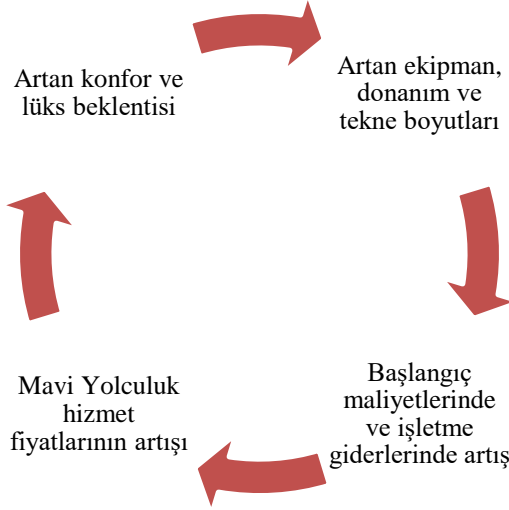 Artan konfor ve
lüks beklentisi
Artan ekipman,
donanım ve
tekne boyutları
Başlangıç
maliyetlerinde
ve işletme
giderlerinde artış
Mavi Yolculuk
hizmet
fiyatlarının artışı